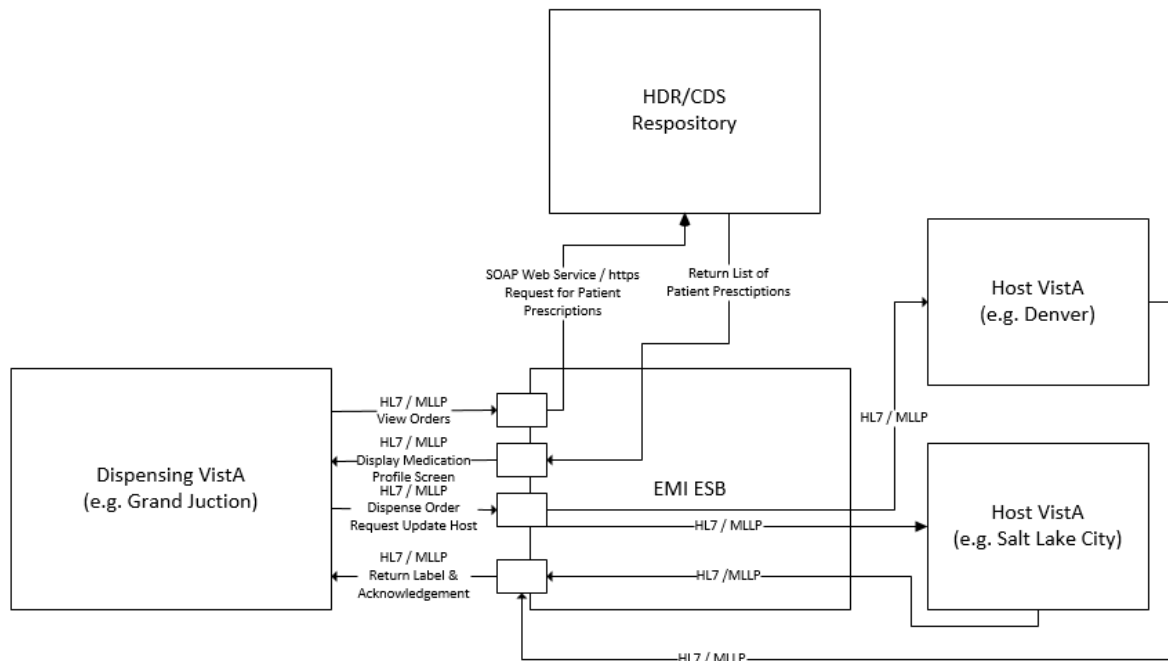 HDR/CDS
Respository
SOAP Web Service / https
Request for Patient
Prescriptions
Return List of
Patient Presctiptions
Host VistA
(e.g. Denver)
HL7 / MLLP
View Orders
HL7 / MLLP
Display Medication
Profile Screen
HL7 / MLLP
Dispense Order
Request Update Host
HL7 / MLLP
Return Label &
Acknowledgement
Dispensing VistA
(e.g. Grand Juction)
EMI ESB
HL7 / MLLP
HL7 / MLLP
Host VistA
(e.g. Salt Lake City)
HL7 /MLLP
HL7 / MLLP